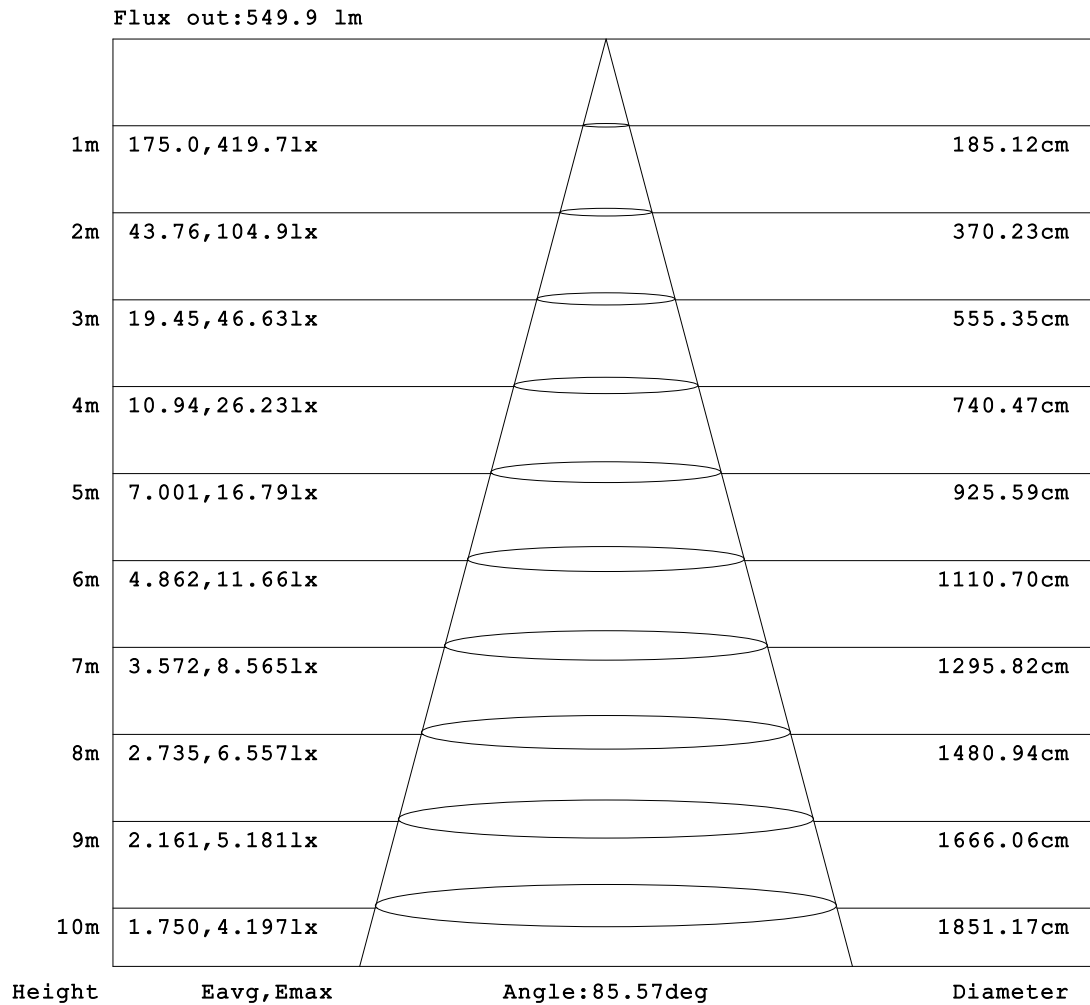 Flux out:549.9 lm
1m 175.0,419.7lx 185.12cm
2m 43.76,104.9lx 370.23cm
3m 19.45,46.63lx 555.35cm
4m 10.94,26.23lx 740.47cm
5m 7.001,16.79lx 925.59cm
6m 4.862,11.66lx 1110.70cm
7m 3.572,8.565lx 1295.82cm
8m 2.735,6.557lx 1480.94cm
9m 2.161,5.181lx 1666.06cm
10m 1.750,4.197lx 1851.17cm
Height Eavg,Emax Angle:85.57deg Diameter